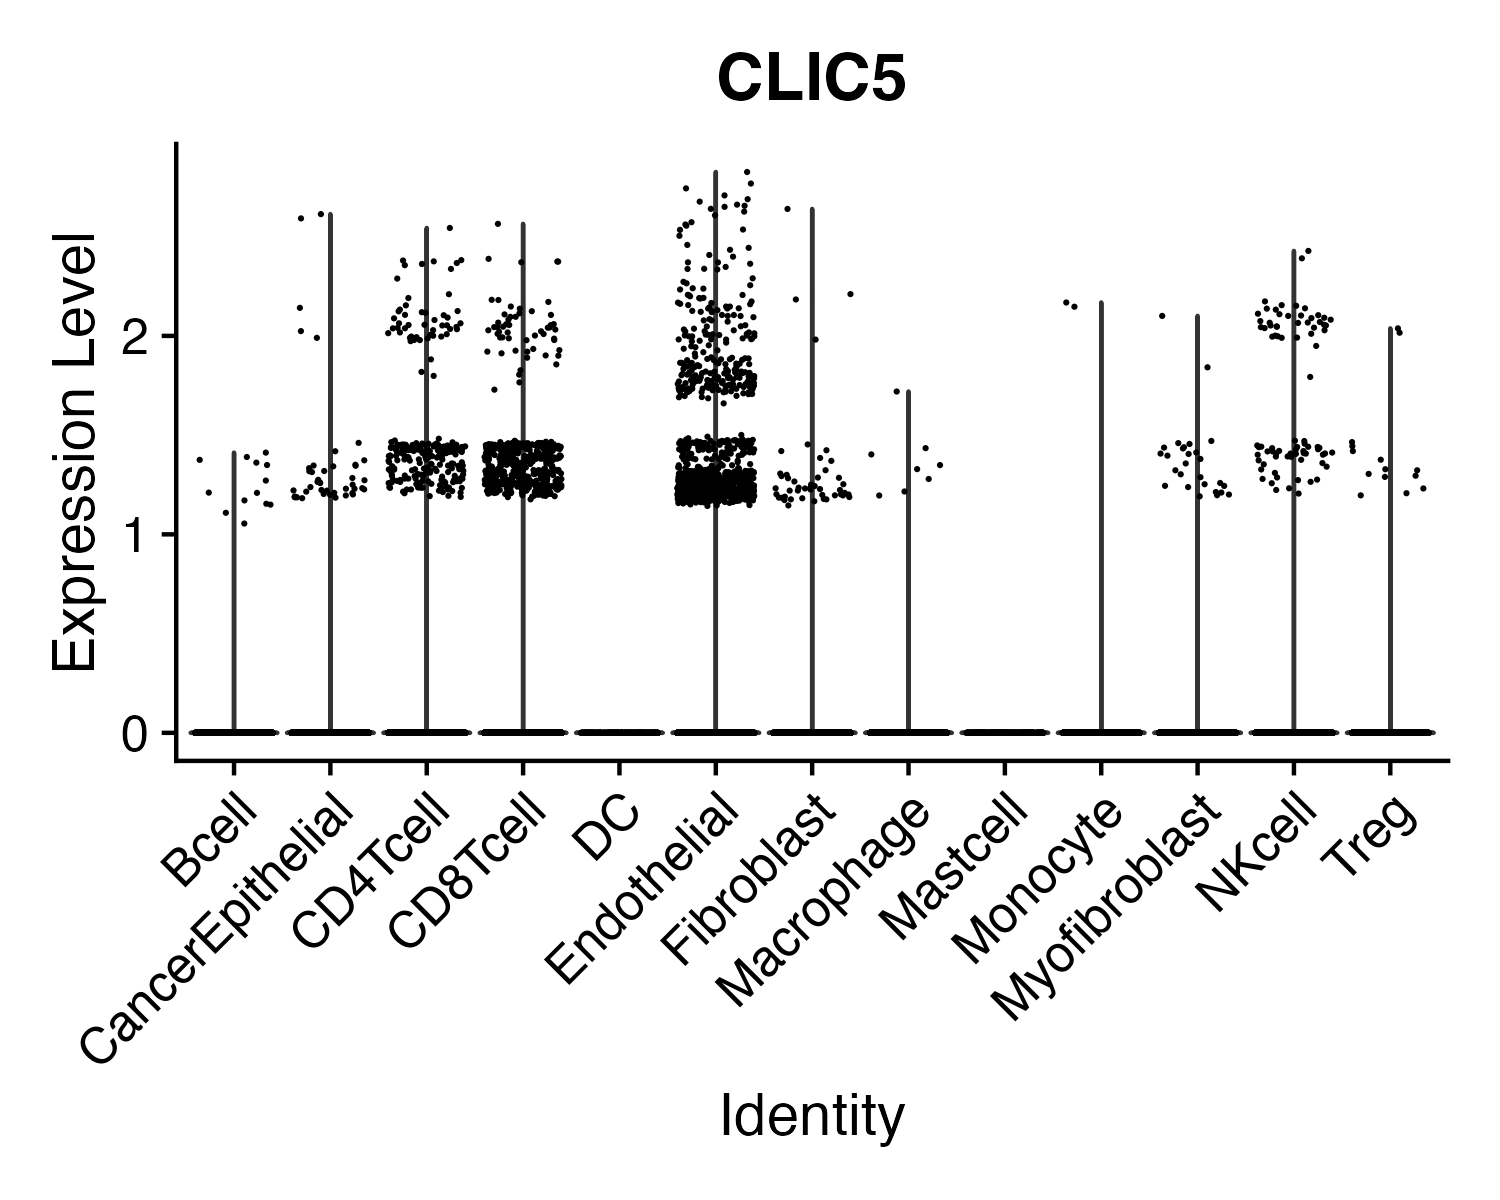 CLIC5
Expression Level
2
1
0
Bcell
CancerEpithelial
CD4Tcell
CD8Tcell
DC
Endothelial
Fibroblast
Macrophage
Mastcell
Monocyte
Myofibroblast
NKcell
Treg
Identity